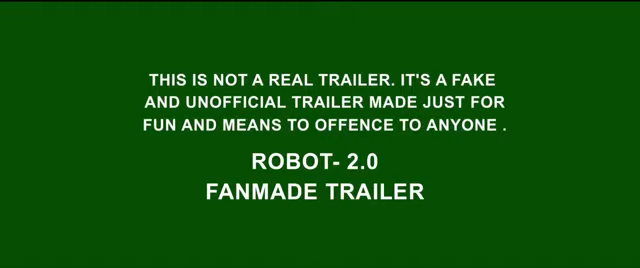 THIS IS NOT A REAL TRAILER. IT'S A FAKE
AND UNOFFICIAL TRAILER MADE JUST FOR
FUN AND MEANS TO OFFENCE TO ANYONE .
ROBOT- 2.0
FANMADE TRAILER